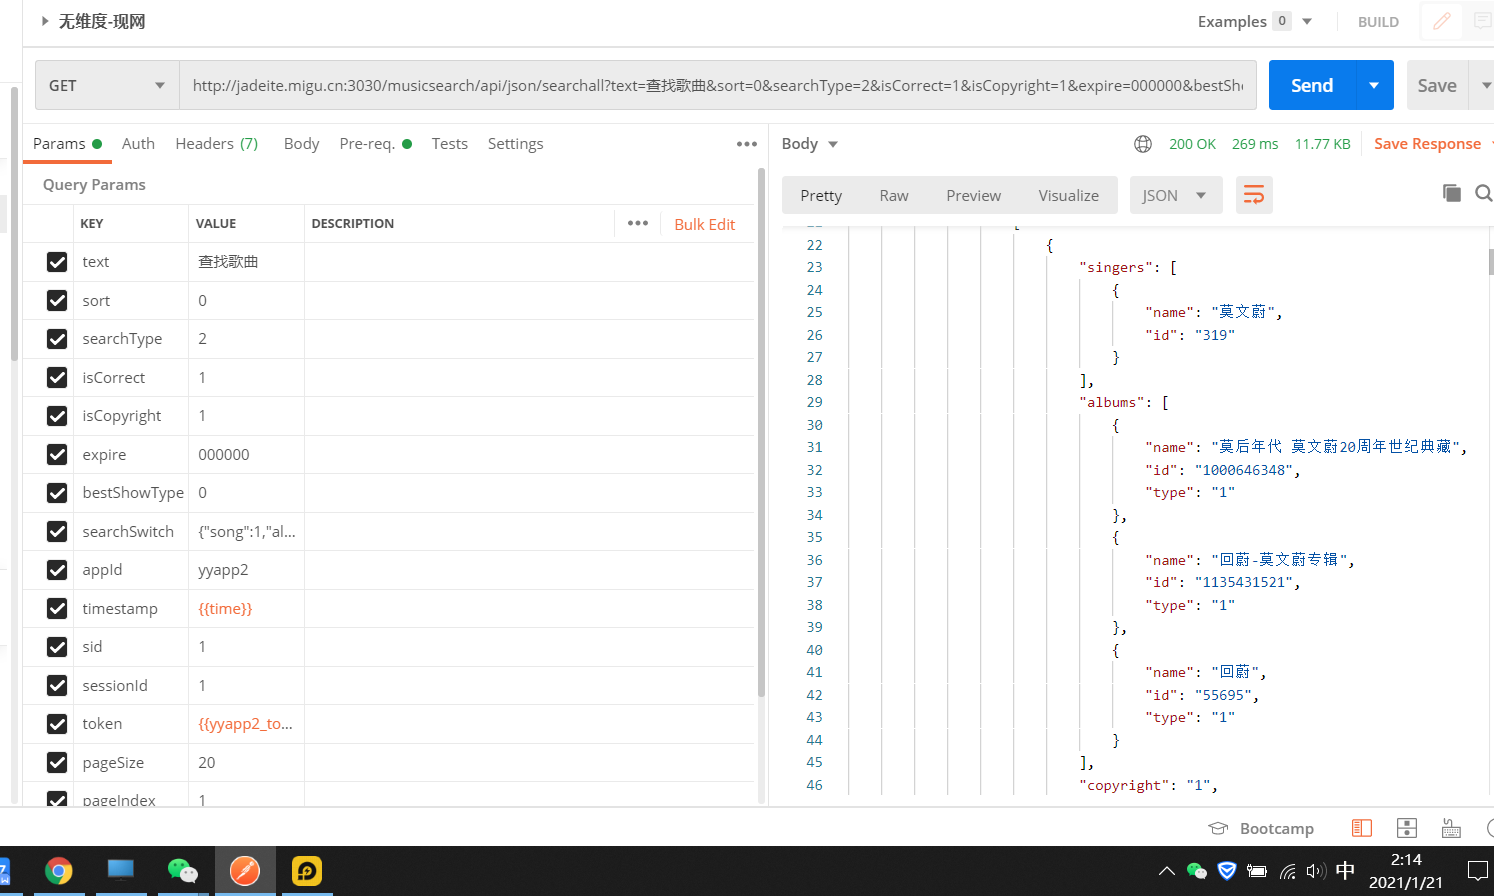 无维度-现网
Examples 0
BUILD
GET
http://jadeite.migu.cn:3030/musicsearch/api/json/searchall?text=查找歌曲&sort=0&searchType=2&isCorrect=1&isCopyright=1&expire=000000&bestSho
Send
Save
Params
Auth
Headers (7)
Body
Pre-req.
Tests
Settings
Query Params
KEY VALUE DESCRIPTION
Bulk Edit
text 查找歌曲
sort 0
searchType 2
isCorrect 1
isCopyright 1
expire 000000
bestShowType 0
searchSwitch {"song":1,"al...
appId yyapp2
timestamp {{time}}
sid 1
sessionId 1
token {{yyapp2_to...
pageSize 20
pageIndex 1
Body
200 OK 269 ms 11.77 KB
Save Response
Pretty Raw Preview Visualize
JSON
22 {
23 "singers": [
24 {
25 "name": "莫文蔚",
26 "id": "319"
27 }
28 ],
29 "albums": [
30 {
31 "name": "莫后年代 莫文蔚20周年世纪典藏",
32 "id": "1000646348",
33 "type": "1"
34 },
35 {
36 "name": "回蔚-莫文蔚专辑",
37 "id": "1135431521",
38 "type": "1"
39 },
40 {
41 "name": "回蔚",
42 "id": "55695",
43 "type": "1"
44 }
45 ],
46 "copyright": "1",
Bootcamp
中
2:14
2021/1/21